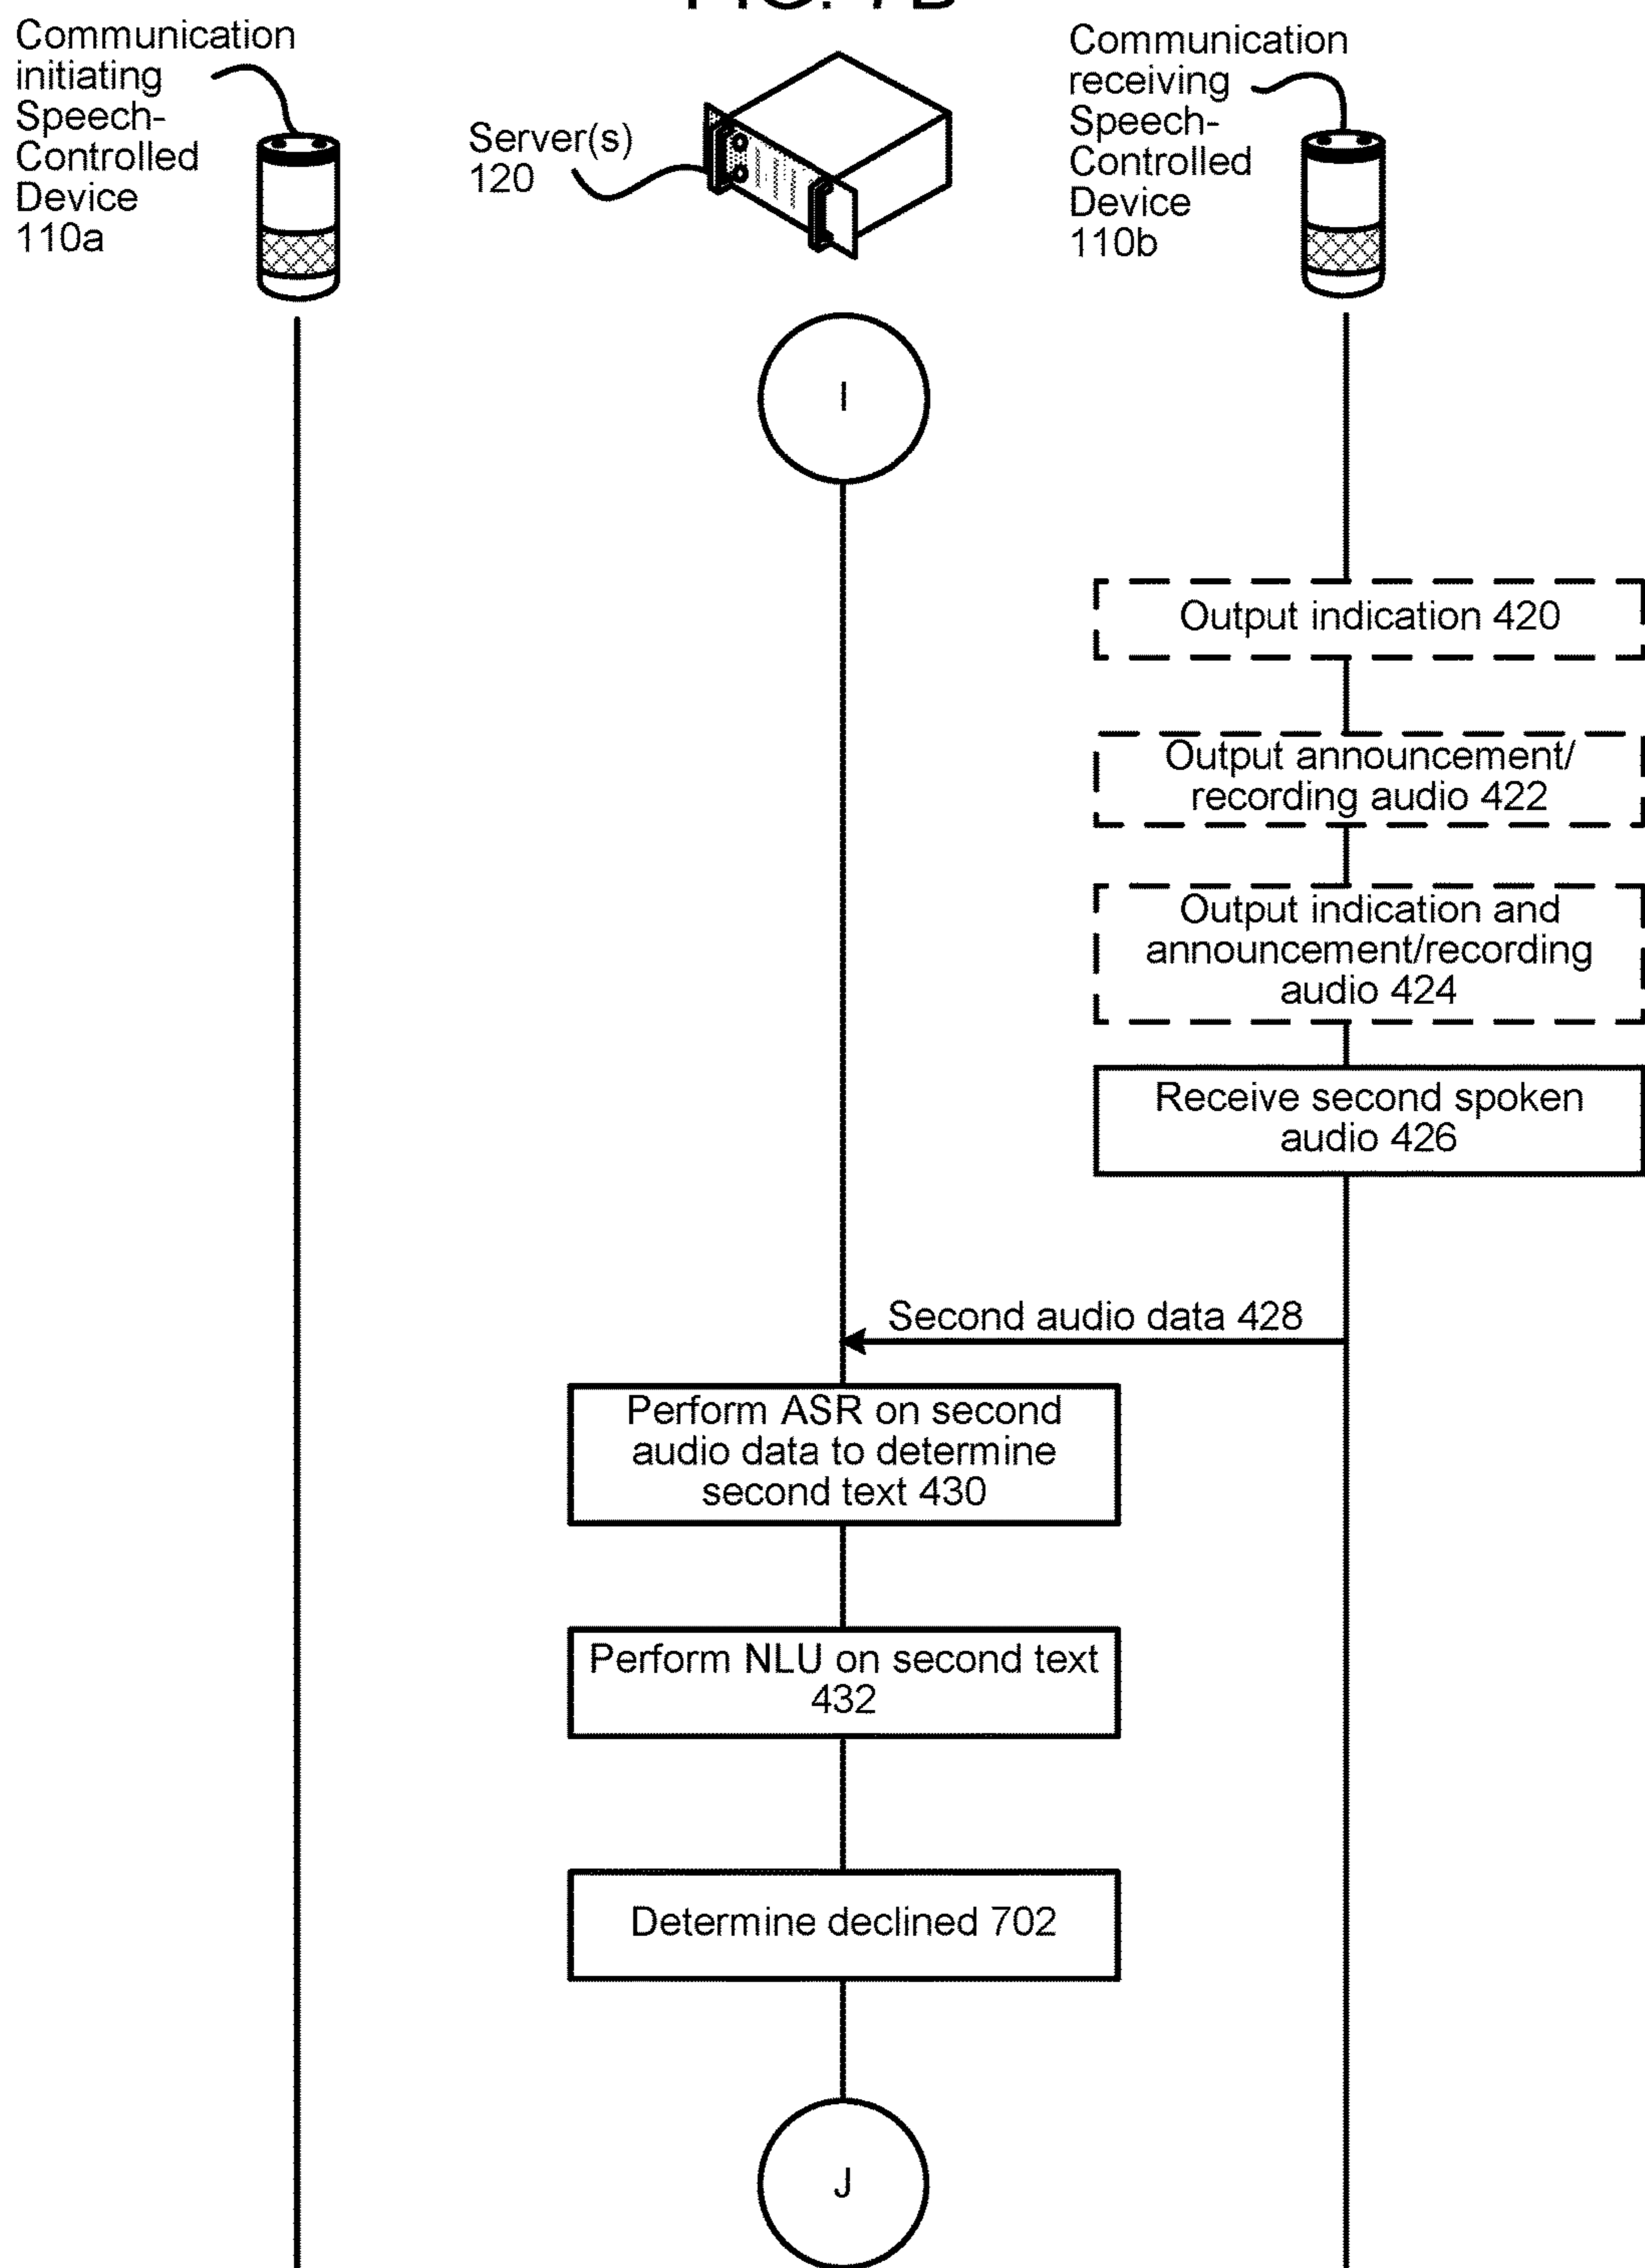 FIG. 7B
Communication
initiating
Speech-
Controlled
Device
110a
Server(s)
120
Communication
receiving
Speech-
Controlled
Device
110b
I
Output indication 420
Output announcement/
recording audio 422
Output indication and
announcement/recording
audio 424
Receive second spoken
audio 426
Second audio data 428
Perform ASR on second
audio data to determine
second text 430
Perform NLU on second text
432
Determine declined 702
J